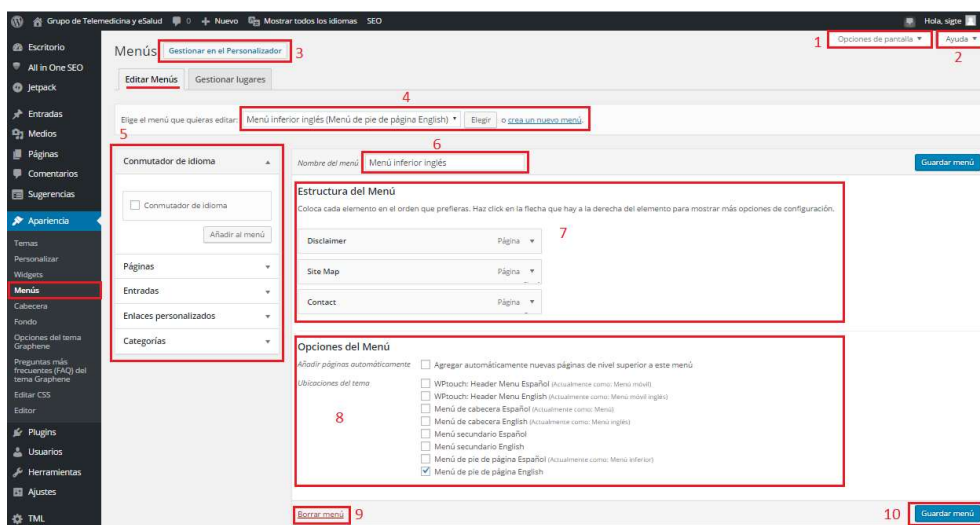 Grupo de Telemedicina y eSalud 0 + Nuevo Mostrar todos los idiomas SEO Hola, sigte
Escritorio
All in One SEO
Jetpack
Entradas
Medios
Páginas
Comentarios
Sugerencias
Apariencia
Temas
Personalizar
Widgets
Menús
Cabecera
Fondo
Opciones del tema
Graphene
Preguntas más
frecuentes (FAQ) del
tema Graphene
Editar CSS
Editor
Plugins
Usuarios
Herramientas
Ajustes
TML
1 Opciones de pantalla ▼ Ayuda ▼
2
Menús Gestionar en el Personalizador 3
Editar Menús Gestionar lugares
4
Elige el menú que quieras editar: Menú inferior inglés (Menú de pie de página English) ▼ Elegir o crea un nuevo menú.
5
Conmutador de idioma ▲
Conmutador de idioma
Añadir al menú
Páginas ▼
Entradas ▼
Enlaces personalizados ▼
Categorías ▼
6
Nombre del menú Menú inferior inglés Guardar menú
Estructura del Menú
Coloca cada elemento en el orden que prefieras. Haz click en la flecha que hay a la derecha del elemento para mostrar más opciones de configuración.
7
Disclaimer Página ▼
Site Map Página ▼
Contact Página ▼
Opciones del Menú
Añadir páginas automáticamente Agregar automáticamente nuevas páginas de nivel superior a este menú
Ubicaciones del tema WPtouch: Header Menu Español (Actualmente como: Menú móvil)
WPtouch: Header Menu English (Actualmente como: Menú móvil inglés)
Menú de cabecera Español (Actualmente como: Menú)
Menú de cabecera English (Actualmente como: Menú inglés)
8
Menú secundario Español
Menú secundario English
Menú de pie de página Español (Actualmente como: Menú inferior)
Menú de pie de página English
Borrar menú 9 10 Guardar menú